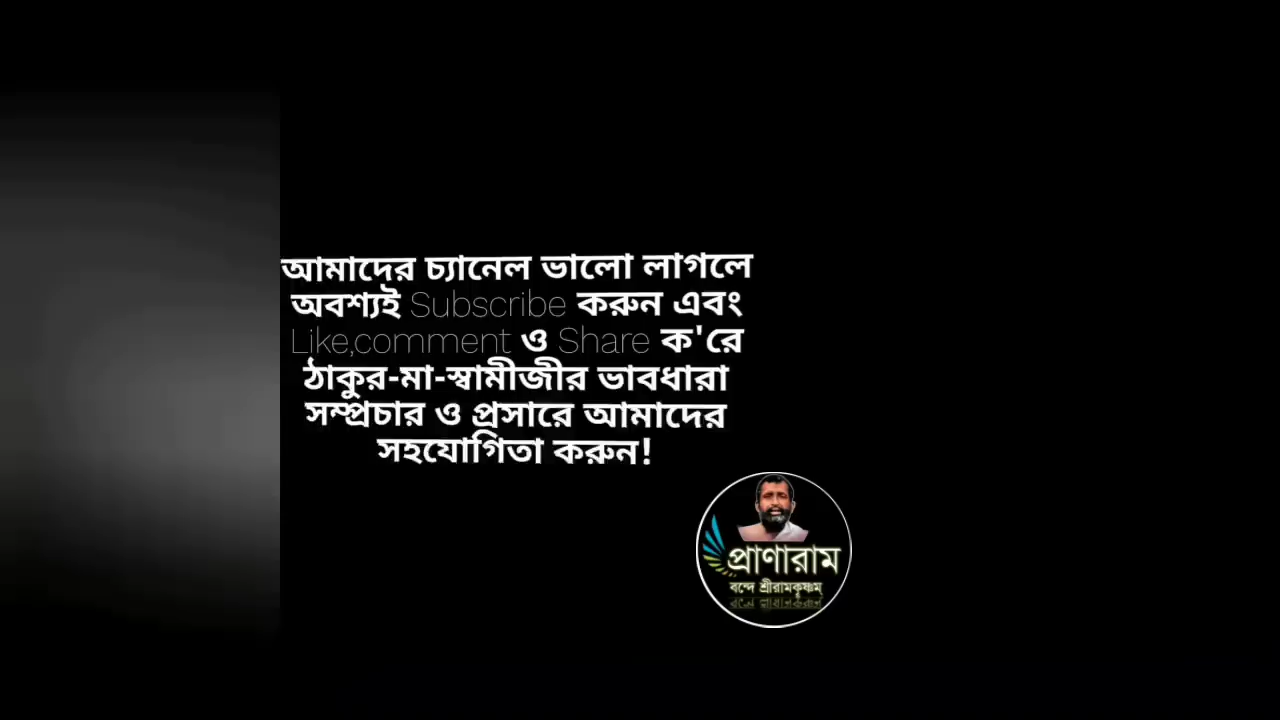 আমাদের চ্যানেল ভালো লাগলে
অবশ্যই Subscribe করুন এবং
Like,comment ও Share ক'রে
ঠাকুর-মা-স্বামীজীর ভাবধারা
সম্প্রচার ও প্রসারে আমাদের
সহযোগিতা করুন!
প্রাণারাম
বন্দে শ্রীরামকৃষ্ণম্